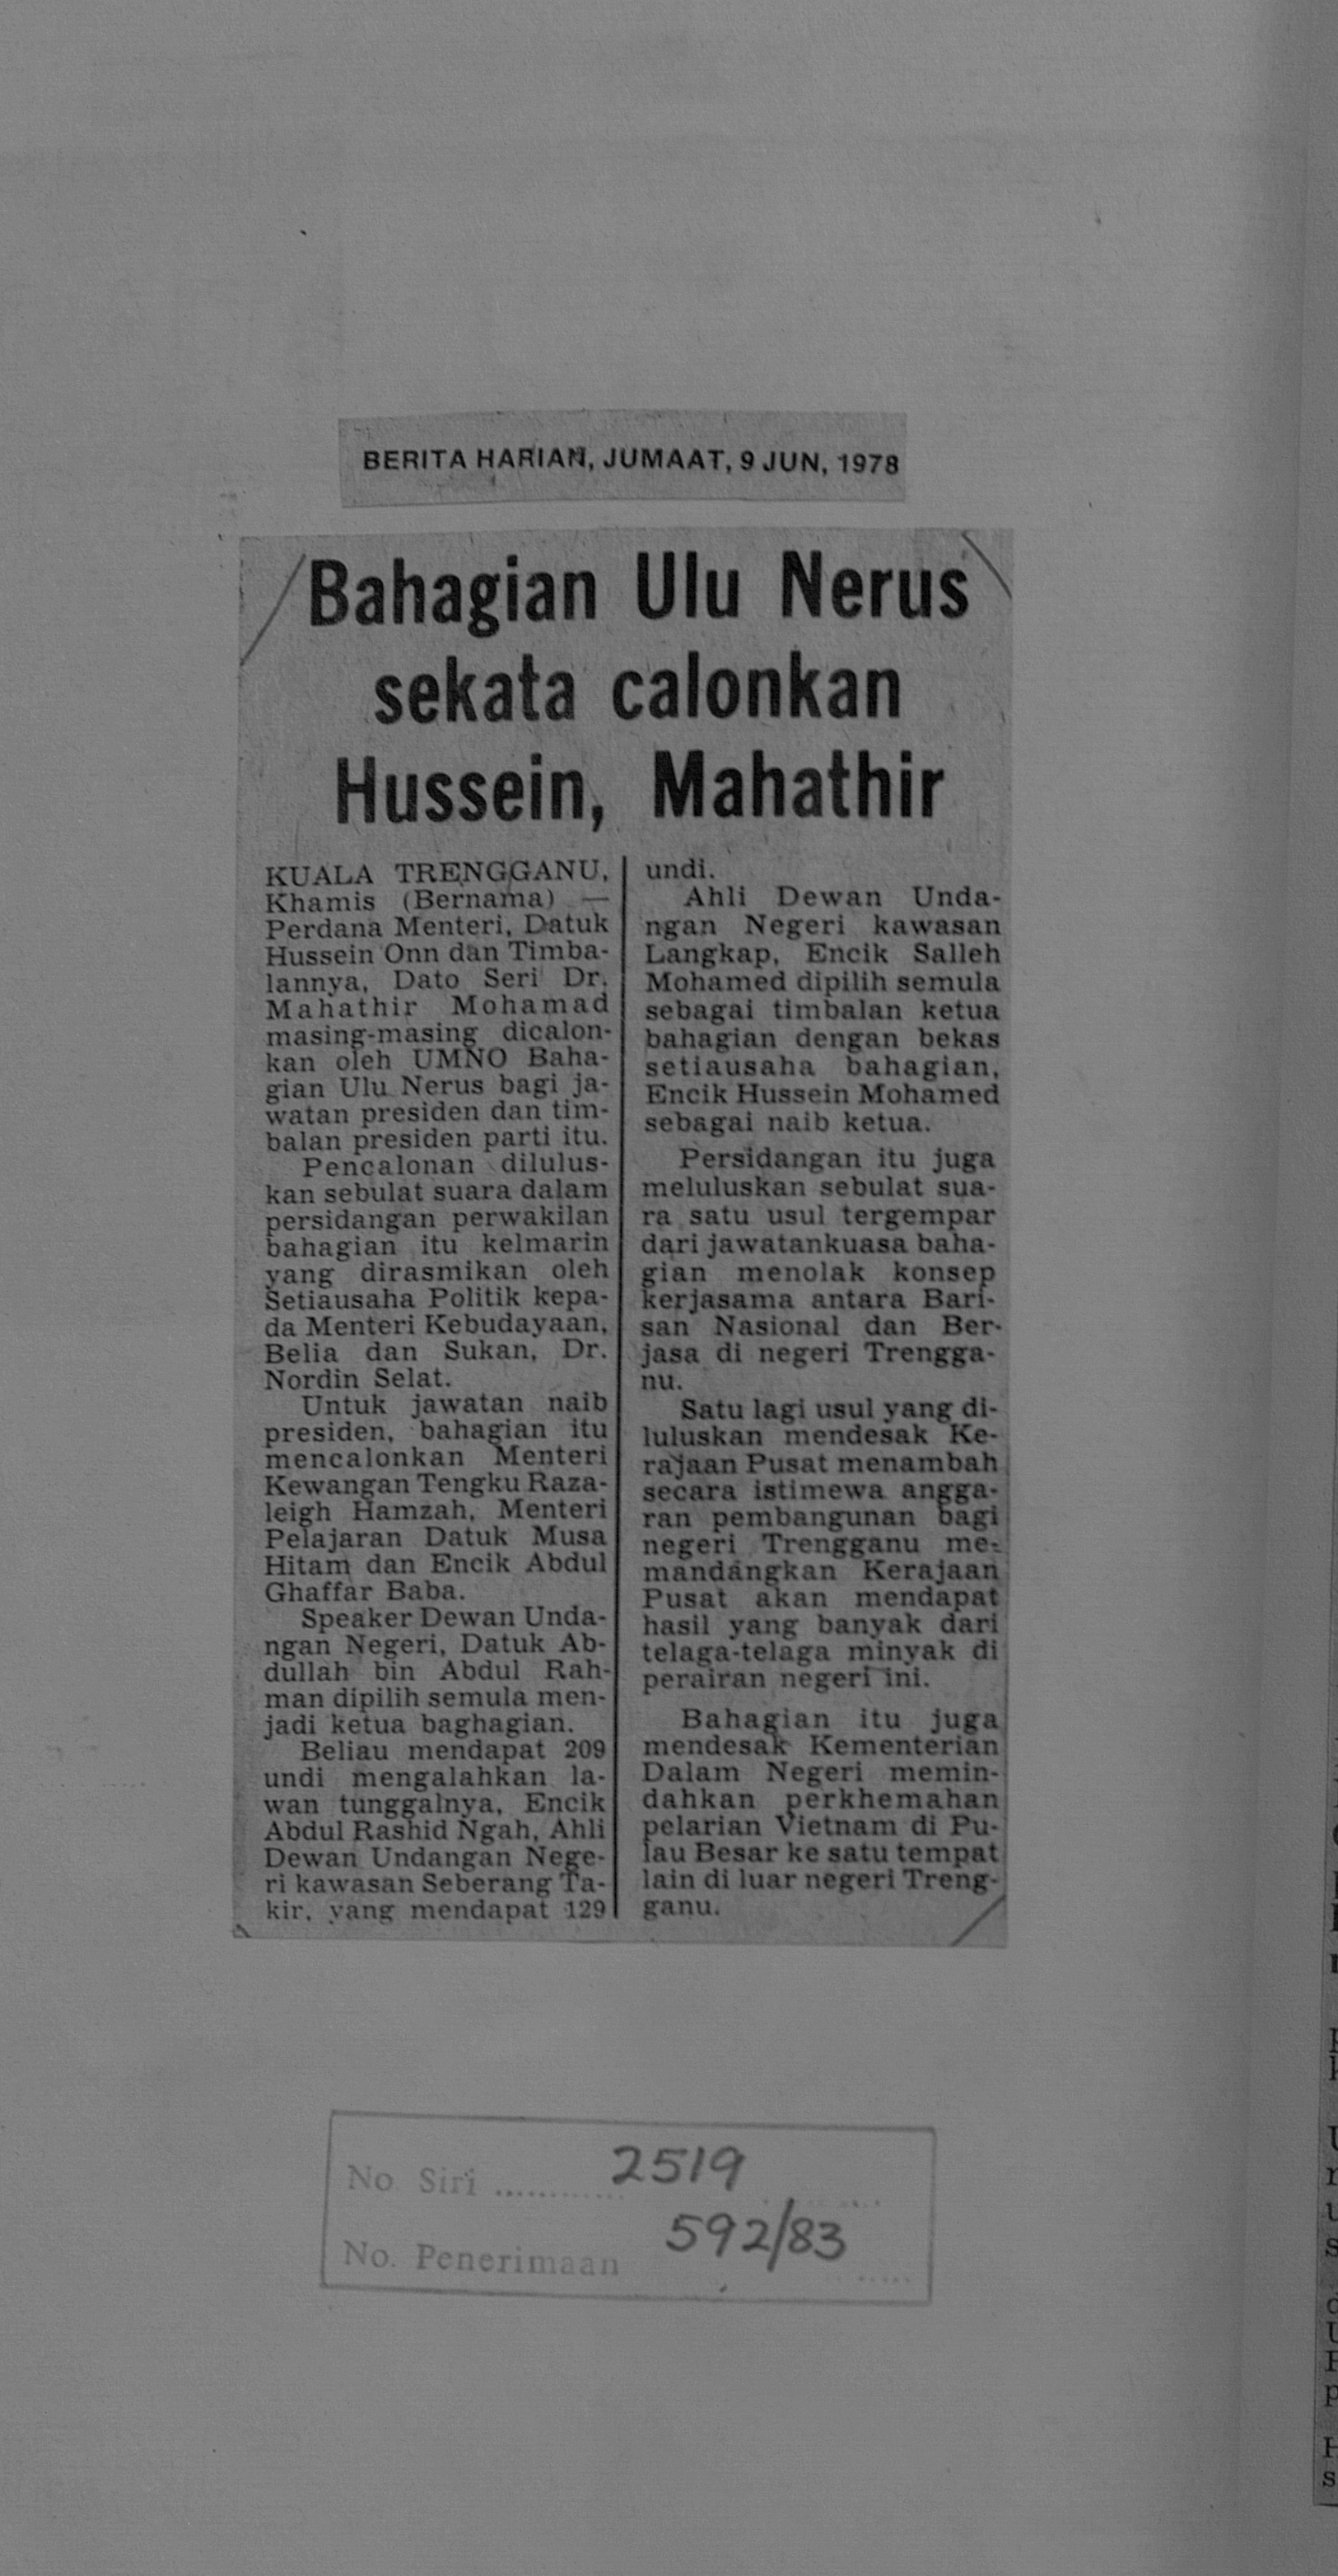 BERITA HARIAN, JUMAAT, 9 JUN, 1978
Bahagian Ulu Nerus
sekata calonkan
Hussein, Mahathir
KUALA TRENGGANU,
Khamis (Bernama) —
Perdana Menteri, Datuk
Hussein Onn dan Timba-
lannya, Dato Seri Dr.
Mahathir Mohamad
masing-masing dicalon-
kan oleh UMNO Baha-
gian Ulu Nerus bagi ja-
watan presiden dan tim-
balan presiden parti itu.
Pencalonan dilulus-
kan sebulat suara dalam
persidangan perwakilan
bahagian itu kelmarin
yang dirasmikan oleh
Setiausaha Politik kepa-
da Menteri Kebudayaan,
Belia dan Sukan, Dr.
Nordin Selat.
Untuk jawatan naib
presiden, bahagian itu
mencalonkan Menteri
Kewangan Tengku Raza-
leigh Hamzah, Menteri
Pelajaran Datuk Musa
Hitam dan Encik Abdul
Ghaffar Baba.
Speaker Dewan Unda-
ngan Negeri, Datuk Ab-
dullah bin Abdul Rah-
man dipilih semula men-
jadi ketua baghagian.
Beliau mendapat 209
undi mengalahkan la-
wan tunggalnya, Encik
Abdul Rashid Ngah, Ahli
Dewan Undangan Nege-
ri kawasan Seberang Ta-
kir, yang mendapat 129
undi.
Ahli Dewan Unda-
ngan Negeri kawasan
Langkap, Encik Salleh
Mohamed dipilih semula
sebagai timbalan ketua
bahagian dengan bekas
setiausaha bahagian,
Encik Hussein Mohamed
sebagai naib ketua.
Persidangan itu juga
meluluskan sebulat sua-
ra satu usul tergempar
dari jawatankuasa baha-
gian menolak konsep
kerjasama antara Bari-
san Nasional dan Ber-
jasa di negeri Trengga-
nu.
Satu lagi usul yang di-
luluskan mendesak Ke-
rajaan Pusat menambah
secara istimewa angga-
ran pembangunan bagi
negeri Trengganu me-
mandangkan Kerajaan
Pusat akan mendapat
hasil yang banyak dari
telaga-telaga minyak di
perairan negeri ini.
Bahagian itu juga
mendesak Kementerian
Dalam Negeri memin-
dahkan perkhemahan
pelarian Vietnam di Pu-
lau Besar ke satu tempat
lain di luar negeri Treng-
ganu.
No Siri ............ 2519
No. Penerimaan 592/83